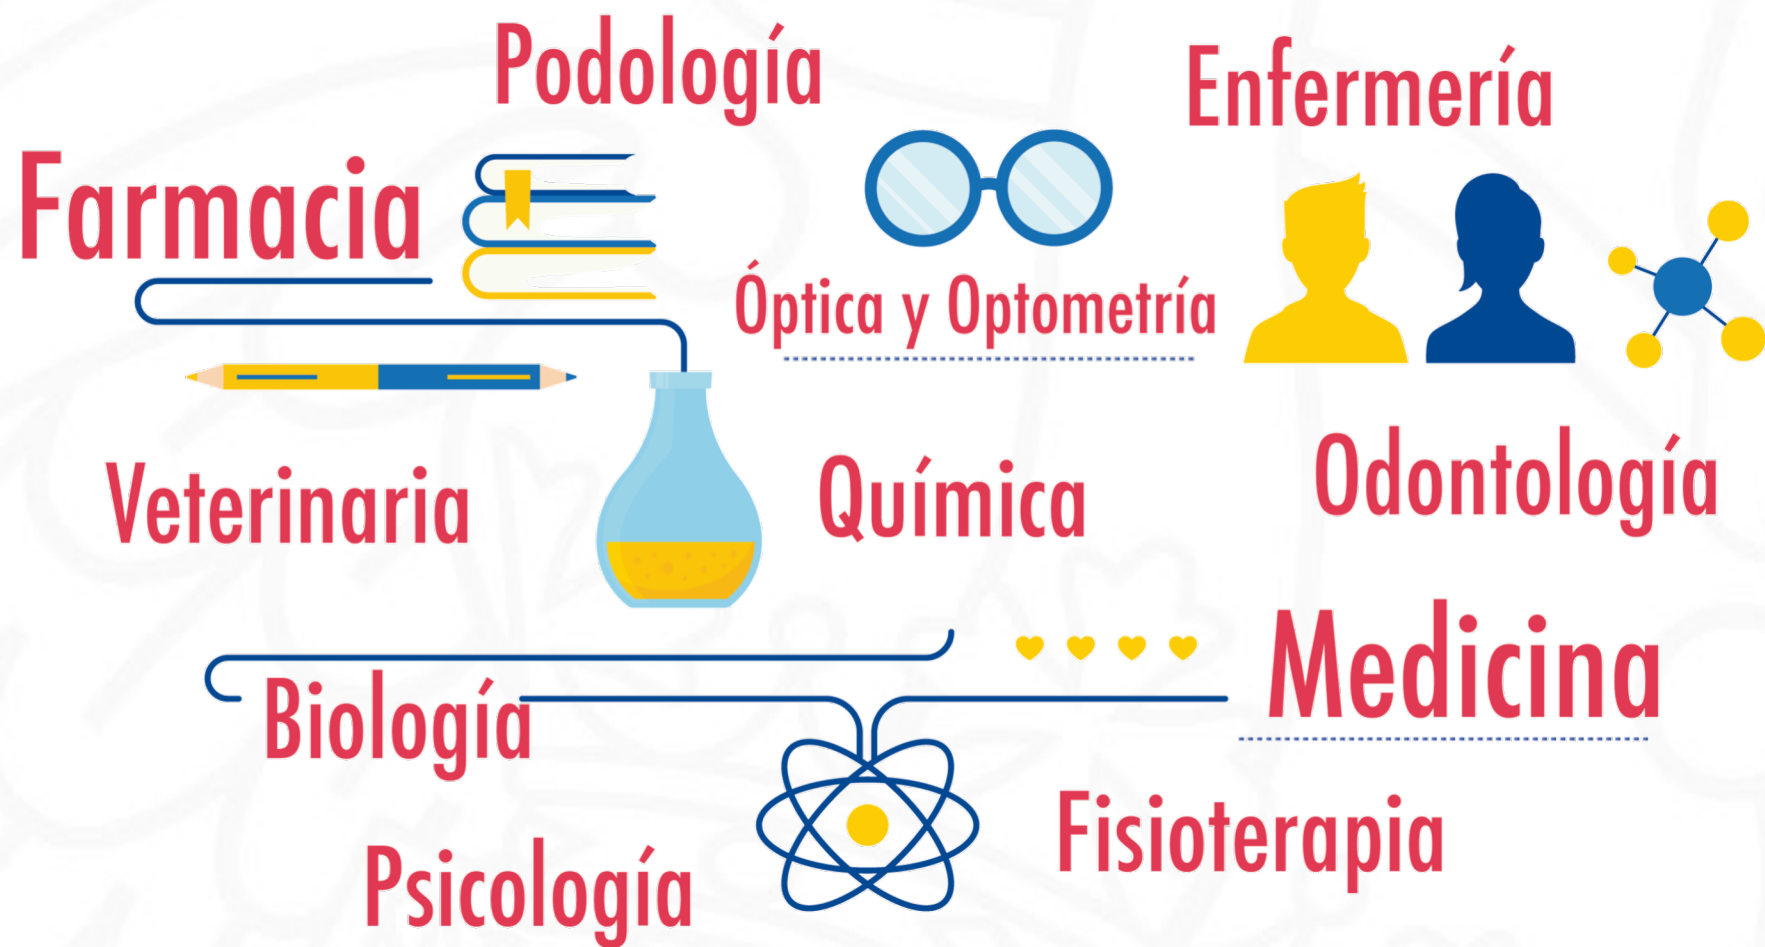 Podología
Enfermería
Farmacia
Óptica y Optometría
Veterinaria
Química
Odontología
Medicina
Biología
Fisioterapia
Psicología